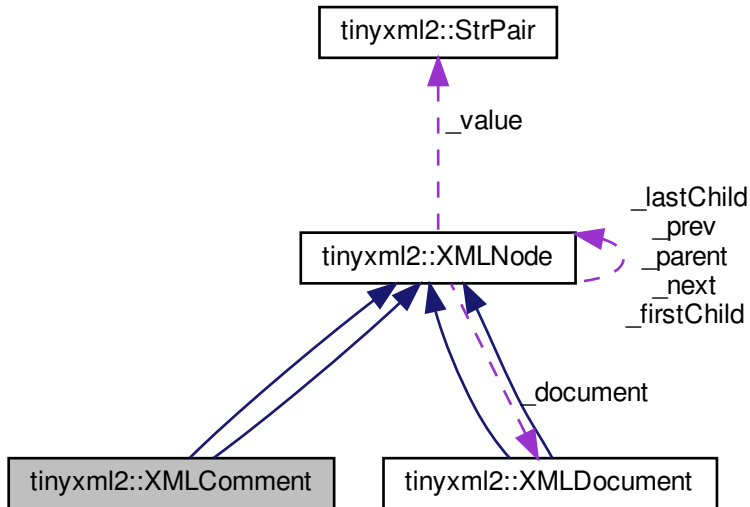 tinyxml2::StrPair
_value
_lastChild
_prev
_parent
_next
_firstChild
tinyxml2::XMLNode
_document
tinyxml2::XMLComment
tinyxml2::XMLDocument